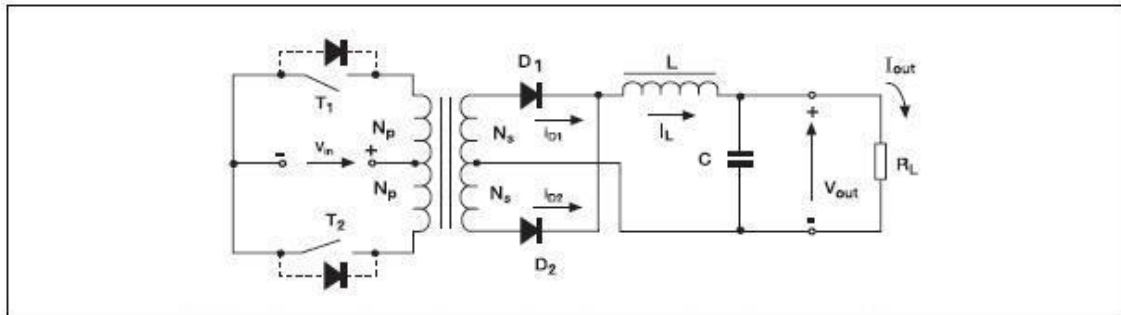 D1
L
Iout
T1
Np
Ns
iD1
IL
+
- Vin +
C
Vout
RL
Np
Ns
iD2
T2
-
D2